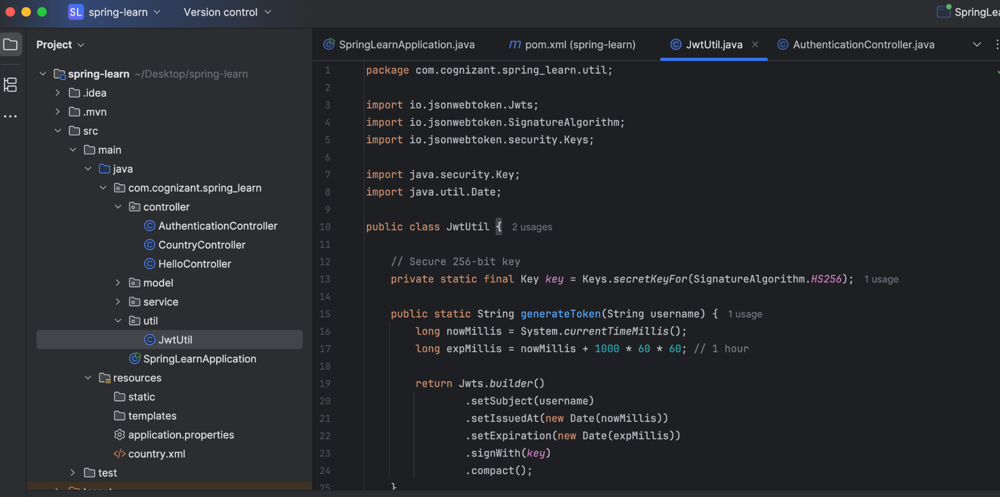 SL spring-learn Version control SpringLea
Project
spring-learn ~/Desktop/spring-learn
.idea
.mvn
src
main
java
com.cognizant.spring_learn
controller
AuthenticationController
CountryController
HelloController
model
service
util
JwtUtil
SpringLearnApplication
resources
static
templates
application.properties
country.xml
test
target
SpringLearnApplication.java pom.xml (spring-learn) JwtUtil.java AuthenticationController.java
1 package com.cognizant.spring_learn.util;
2
3 import io.jsonwebtoken.Jwts;
4 import io.jsonwebtoken.SignatureAlgorithm;
5 import io.jsonwebtoken.security.Keys;
6
7 import java.security.Key;
8 import java.util.Date;
9
10 public class JwtUtil { 2 usages
11
12 // Secure 256-bit key
13 private static final Key key = Keys.secretKeyFor(SignatureAlgorithm.HS256); 1 usage
14
15 public static String generateToken(String username) { 1 usage
16 long nowMillis = System.currentTimeMillis();
17 long expMillis = nowMillis + 1000 * 60 * 60; // 1 hour
18
19 return Jwts.builder()
20 .setSubject(username)
21 .setIssuedAt(new Date(nowMillis))
22 .setExpiration(new Date(expMillis))
23 .signWith(key)
24 .compact();
25 }